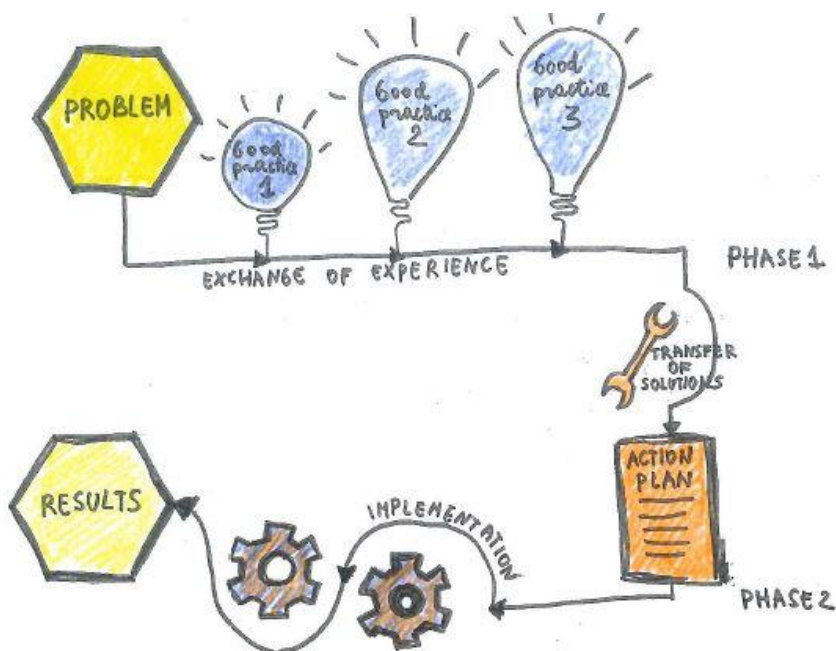 PROBLEM
Good
practice
1
Good
practice
2
Good
practice
3
EXCHANGE OF EXPERIENCE
PHASE 1
TRANSFER
OF
SOLUTIONS
ACTION
PLAN
RESULTS
IMPLEMENTATION
PHASE 2